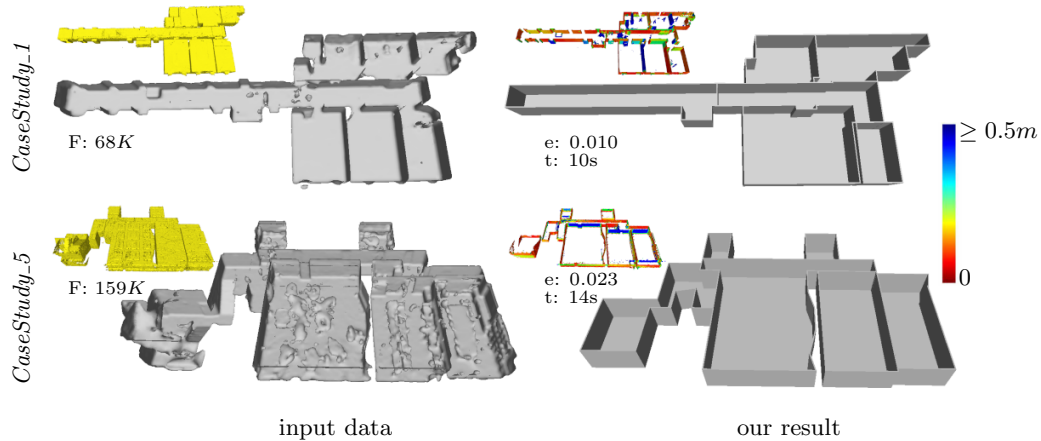 CaseStudy_1
F: 68K
e: 0.010
t: 10s
≥ 0.5m
0
CaseStudy_5
F: 159K
e: 0.023
t: 14s
input data
our result